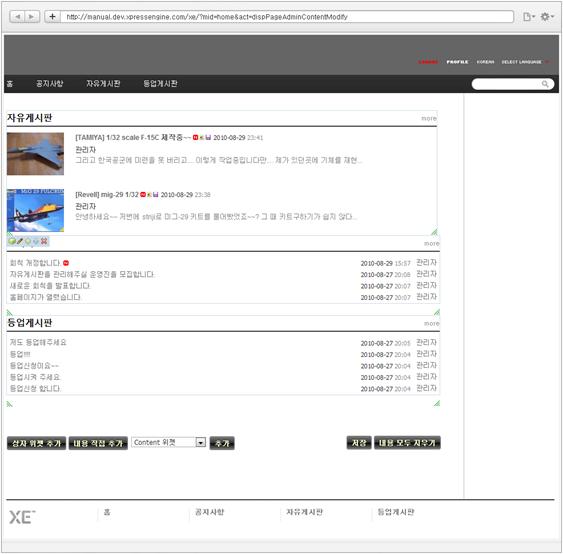 http://manual.dev.xpressengine.com/xe/?mid=home&act=dispPageAdminContentModify
PROFILE KOREAN SELECT LANGUAGE
홈 공지사항 자유게시판 등업게시판
자유게시판 more
[TAMIYA] 1/32 scale F-15C 제작중~~ 2010-08-29 23:41
관리자
그리고 한국공군에 미련을 못 버리고.... 이렇게 작업중입니다만... 제가 있던곳에 기체를 재현...
[Revell] mig-29 1/32 2010-08-29 23:38
관리자
안녕하세요~~ 저번에 stnji로 미그-29 키트를 풀어봤었죠~~? 그 때 키트구하기가 쉽지 않다...
more
회칙 개정합니다. 2010-08-29 15:57 관리자
자유게시판을 관리해주실 운영진을 모집합니다. 2010-08-27 20:08 관리자
새로운 회칙을 발표합니다. 2010-08-27 20:07 관리자
홈페이지가 열렸습니다. 2010-08-27 20:07 관리자
등업게시판 more
저도 등업해주세요 2010-08-27 20:05 관리자
등업!!!! 2010-08-27 20:04 관리자
등업신청이요~~ 2010-08-27 20:04 관리자
등업시켜 주세요. 2010-08-27 20:04 관리자
등업신청 합니다. 2010-08-27 20:04 관리자
상자 위젯 추가 내용 직접 추가 Content 위젯 추가 저장 내용 모두 지우기
XE 홈 공지사항 자유게시판 등업게시판